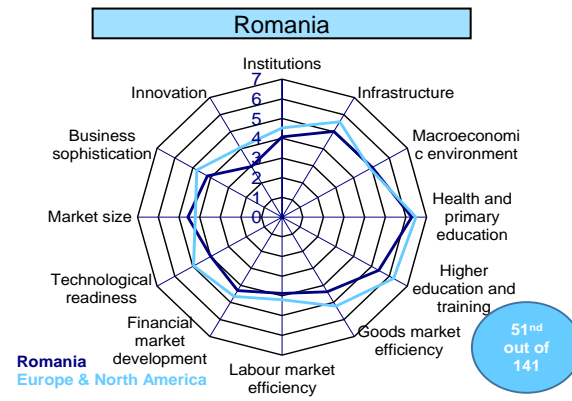 Romania
Institutions
7
6
5
4
3
2
1
0
Infrastructure
Macroeconomi
c environment
Health and
primary
education
Higher
education and
training
Goods market
efficiency
Labour market
efficiency
Financial
market
development
Technological
readiness
Market size
Business
sophistication
Innovation
Romania
Europe & North America
51nd
out of
141